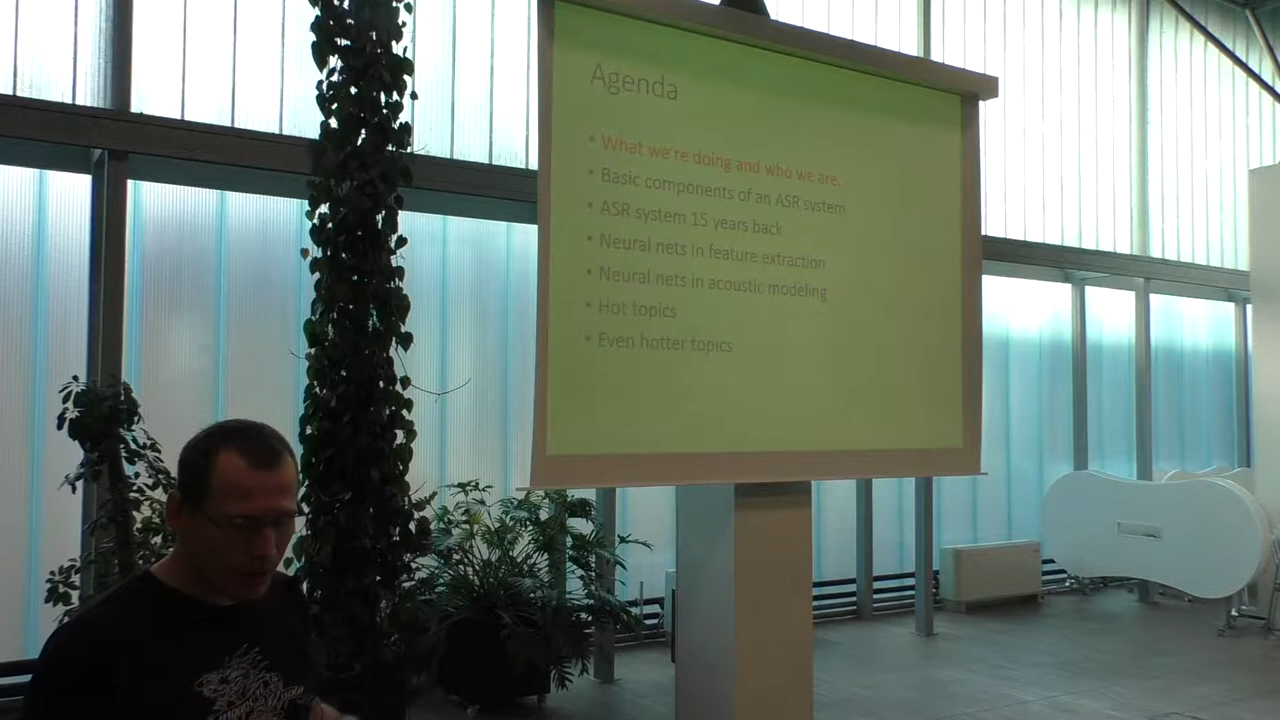 Agenda
• What we're doing and who we are.
• Basic components of an ASR system
• ASR system 15 years back
• Neural nets in feature extraction
• Neural nets in acoustic modeling
• Hot topics
• Even hotter topics